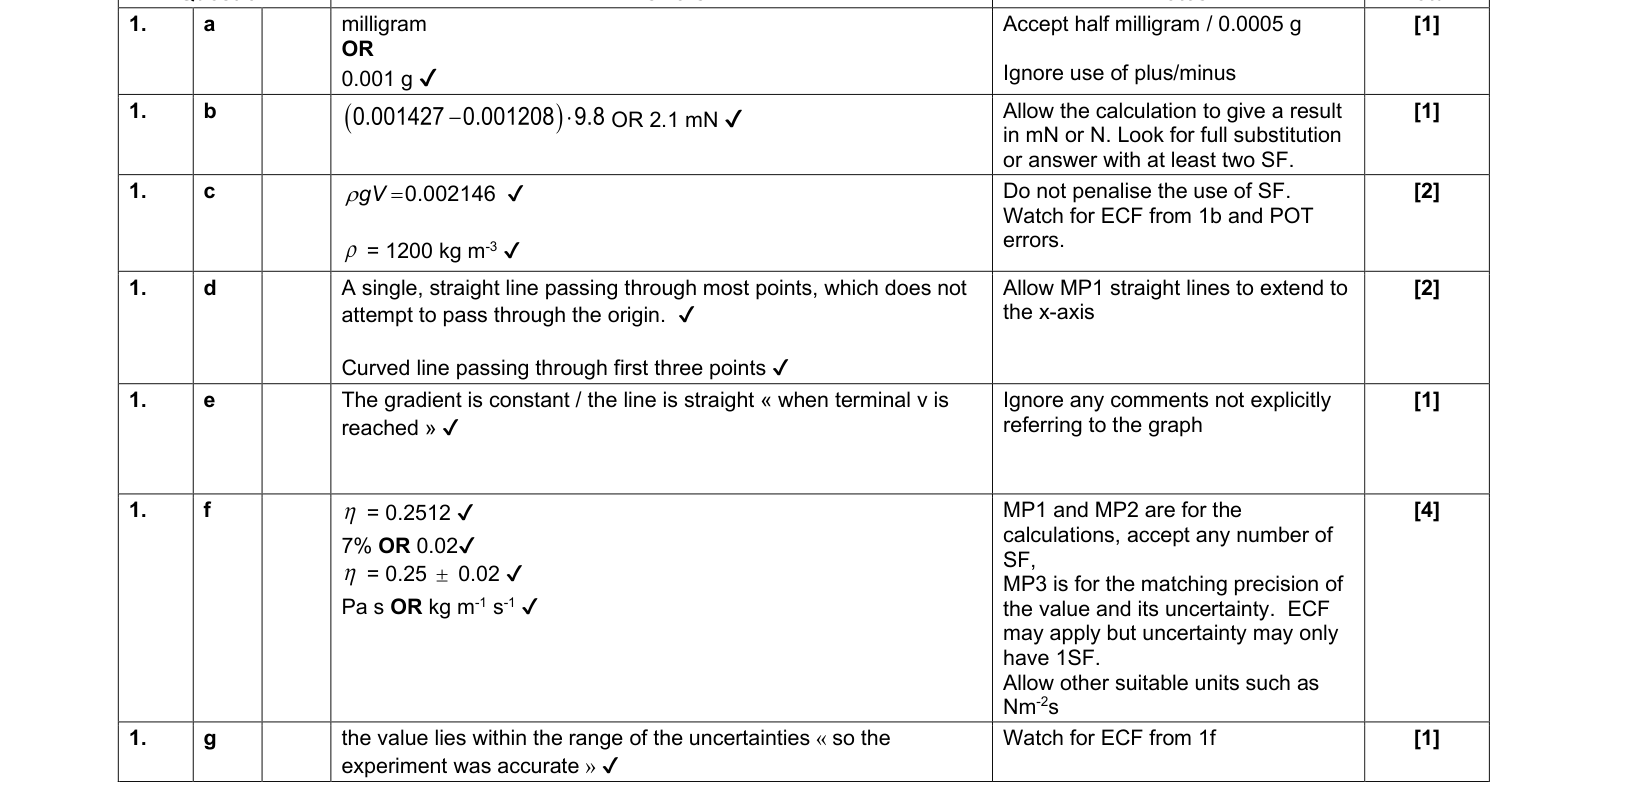 1. a milligram Accept half milligram / 0.0005 g [1]
OR
0.001 g ✓ Ignore use of plus/minus
1. b (0.001427 – 0.001208) · 9.8 OR 2.1 mN ✓ Allow the calculation to give a result [1]
in mN or N. Look for full substitution
or answer with at least two SF.
1. c ρgV = 0.002146 ✓ Do not penalise the use of SF. [2]
Watch for ECF from 1b and POT
ρ = 1200 kg m⁻³ ✓ errors.
1. d A single, straight line passing through most points, which does not Allow MP1 straight lines to extend to [2]
attempt to pass through the origin. ✓ the x-axis
Curved line passing through first three points ✓
1. e The gradient is constant / the line is straight « when terminal v is Ignore any comments not explicitly [1]
reached » ✓ referring to the graph
1. f η = 0.2512 ✓ MP1 and MP2 are for the [4]
7% OR 0.02✓ calculations, accept any number of
SF,
η = 0.25 ± 0.02 ✓ MP3 is for the matching precision of
Pa s OR kg m⁻¹ s⁻¹ ✓ the value and its uncertainty. ECF
may apply but uncertainty may only
have 1SF.
Allow other suitable units such as
Nm⁻²s
1. g the value lies within the range of the uncertainties « so the Watch for ECF from 1f [1]
experiment was accurate » ✓